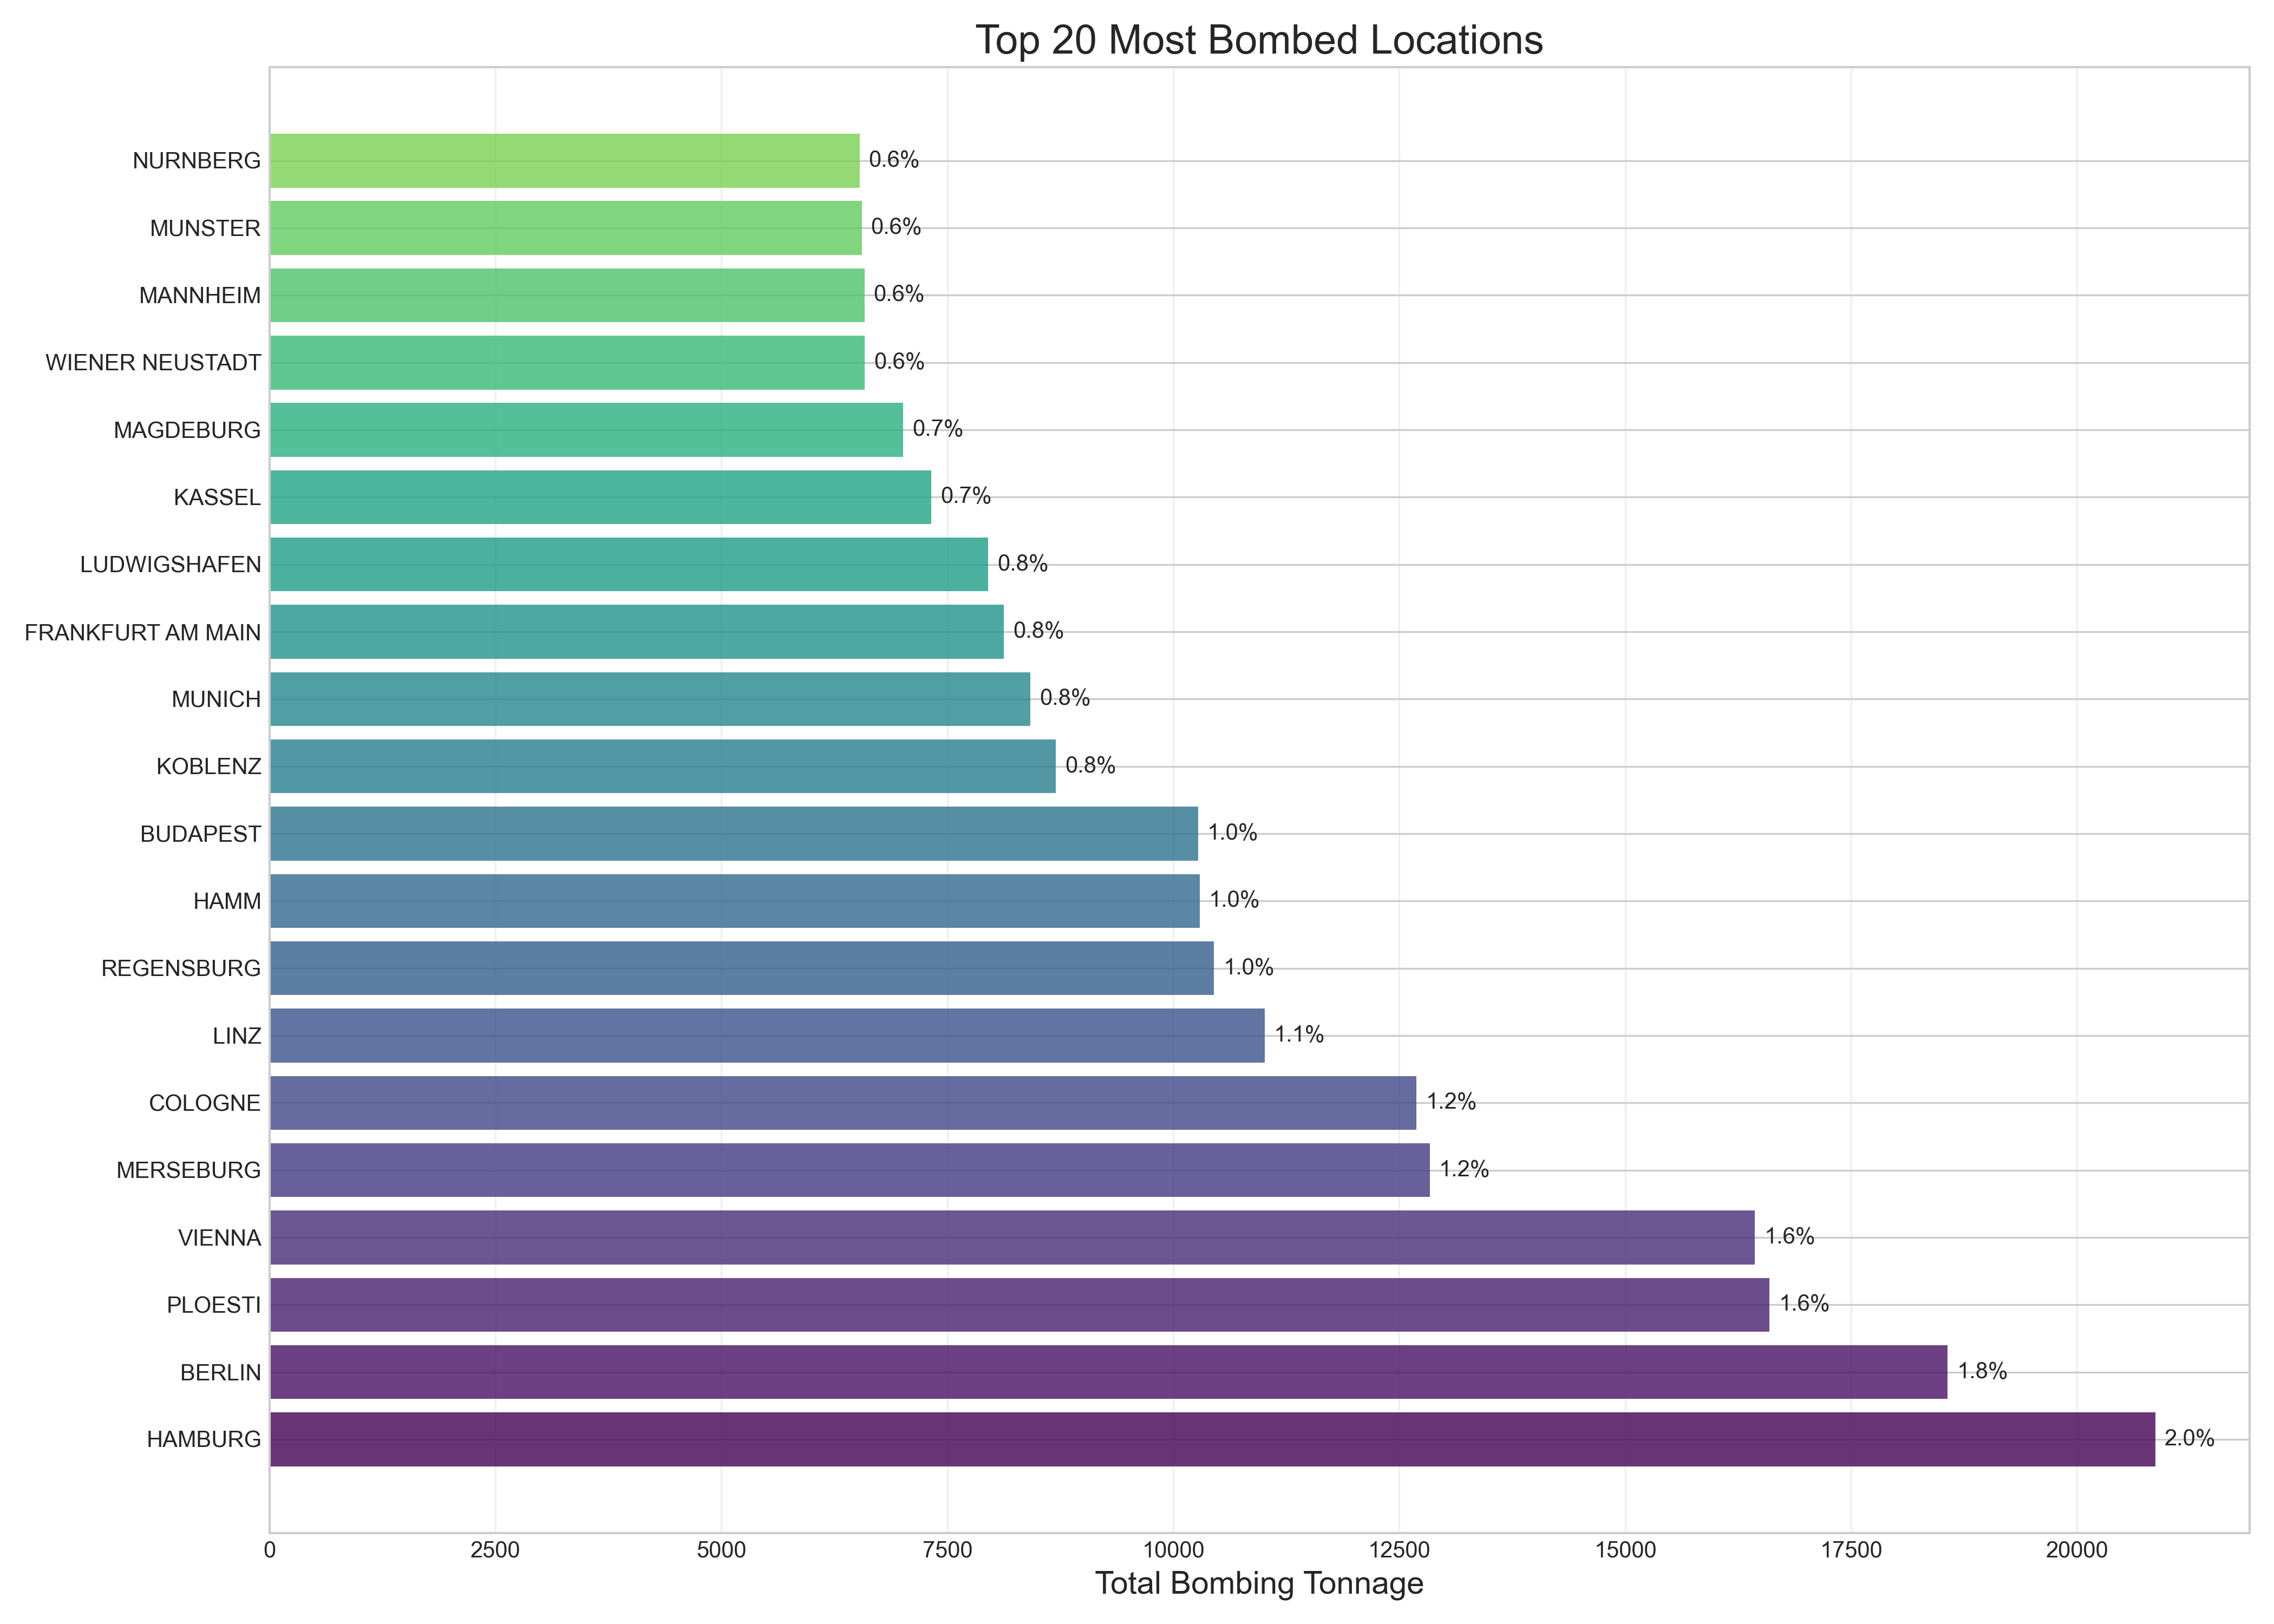 Top 20 Most Bombed Locations
NURNBERG 0.6%
MUNSTER 0.6%
MANNHEIM 0.6%
WIENER NEUSTADT 0.6%
MAGDEBURG 0.7%
KASSEL 0.7%
LUDWIGSHAFEN 0.8%
FRANKFURT AM MAIN 0.8%
MUNICH 0.8%
KOBLENZ 0.8%
BUDAPEST 1.0%
HAMM 1.0%
REGENSBURG 1.0%
LINZ 1.1%
COLOGNE 1.2%
MERSEBURG 1.2%
VIENNA 1.6%
PLOESTI 1.6%
BERLIN 1.8%
HAMBURG 2.0%
0 2500 5000 7500 10000 12500 15000 17500 20000
Total Bombing Tonnage